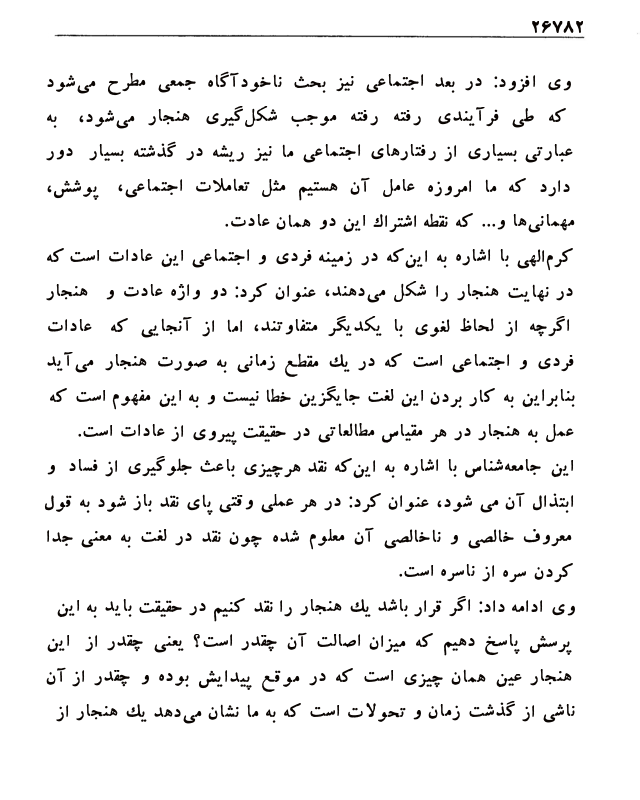 ۲۶۷۸۲
وی افزود: در بعد اجتماعی نیز بحث ناخودآگاه جمعی مطرح می‌شود
که طی فرآیندی رفته رفته موجب شکل‌گیری هنجار می‌شود، به
عبارتی بسیاری از رفتارهای اجتماعی ما نیز ریشه در گذشته بسیار دور
دارد که ما امروزه عامل آن هستیم مثل تعاملات اجتماعی، پوشش،
مهمانی‌ها و... که نقطه اشتراك این دو همان عادت.
کرم‌الهی با اشاره به این‌که در زمینه فردی و اجتماعی این عادات است که
در نهایت هنجار را شکل می‌دهند، عنوان کرد: دو واژه عادت و هنجار
اگرچه از لحاظ لغوی با یکدیگر متفاوتند، اما از آنجایی که عادات
فردی و اجتماعی است که در یك مقطع زمانی به صورت هنجار می‌آید
بنابراین به کار بردن این لغت جایگزین خطا نیست و به این مفهوم است که
عمل به هنجار در هر مقیاس مطالعاتی در حقیقت پیروی از عادات است.
این جامعه‌شناس با اشاره به این‌که نقد هرچیزی باعث جلوگیری از فساد و
ابتذال آن می شود، عنوان کرد: در هر عملی وقتی پای نقد باز شود به قول
معروف خالصی و ناخالصی آن معلوم شده چون نقد در لغت به معنی جدا
کردن سره از ناسره است.
وی ادامه داد: اگر قرار باشد یك هنجار را نقد کنیم در حقیقت باید به این
پرسش پاسخ دهیم که میزان اصالت آن چقدر است؟ یعنی چقدر از این
هنجار عین همان چیزی است که در موقع پیدایش بوده و چقدر از آن
ناشی از گذشت زمان و تحولات است که به ما نشان می‌دهد یك هنجار از